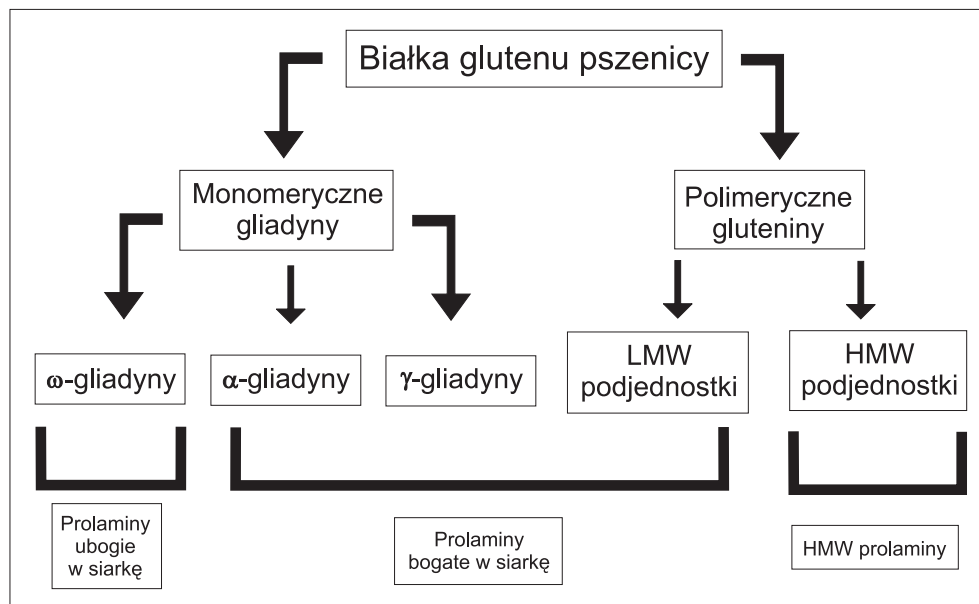 Białka glutenu pszenicy
Monomeryczne
gliadyny
Polimeryczne
gluteniny
ω-gliadyny
α-gliadyny
γ-gliadyny
LMW
podjednostki
HMW
podjednostki
Prolaminy
ubogie
w siarkę
Prolaminy
bogate w siarkę
HMW prolaminy